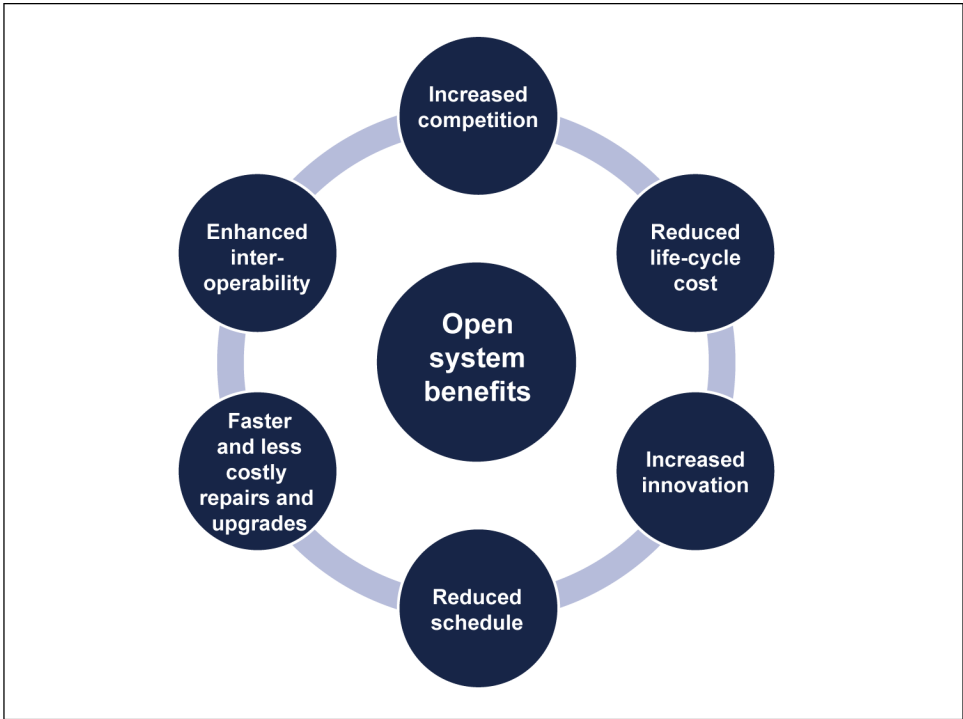 Increased
competition
Reduced
life-cycle
cost
Increased
innovation
Reduced
schedule
Faster
and less
costly
repairs and
upgrades
Enhanced
inter-
operability
Open
system
benefits